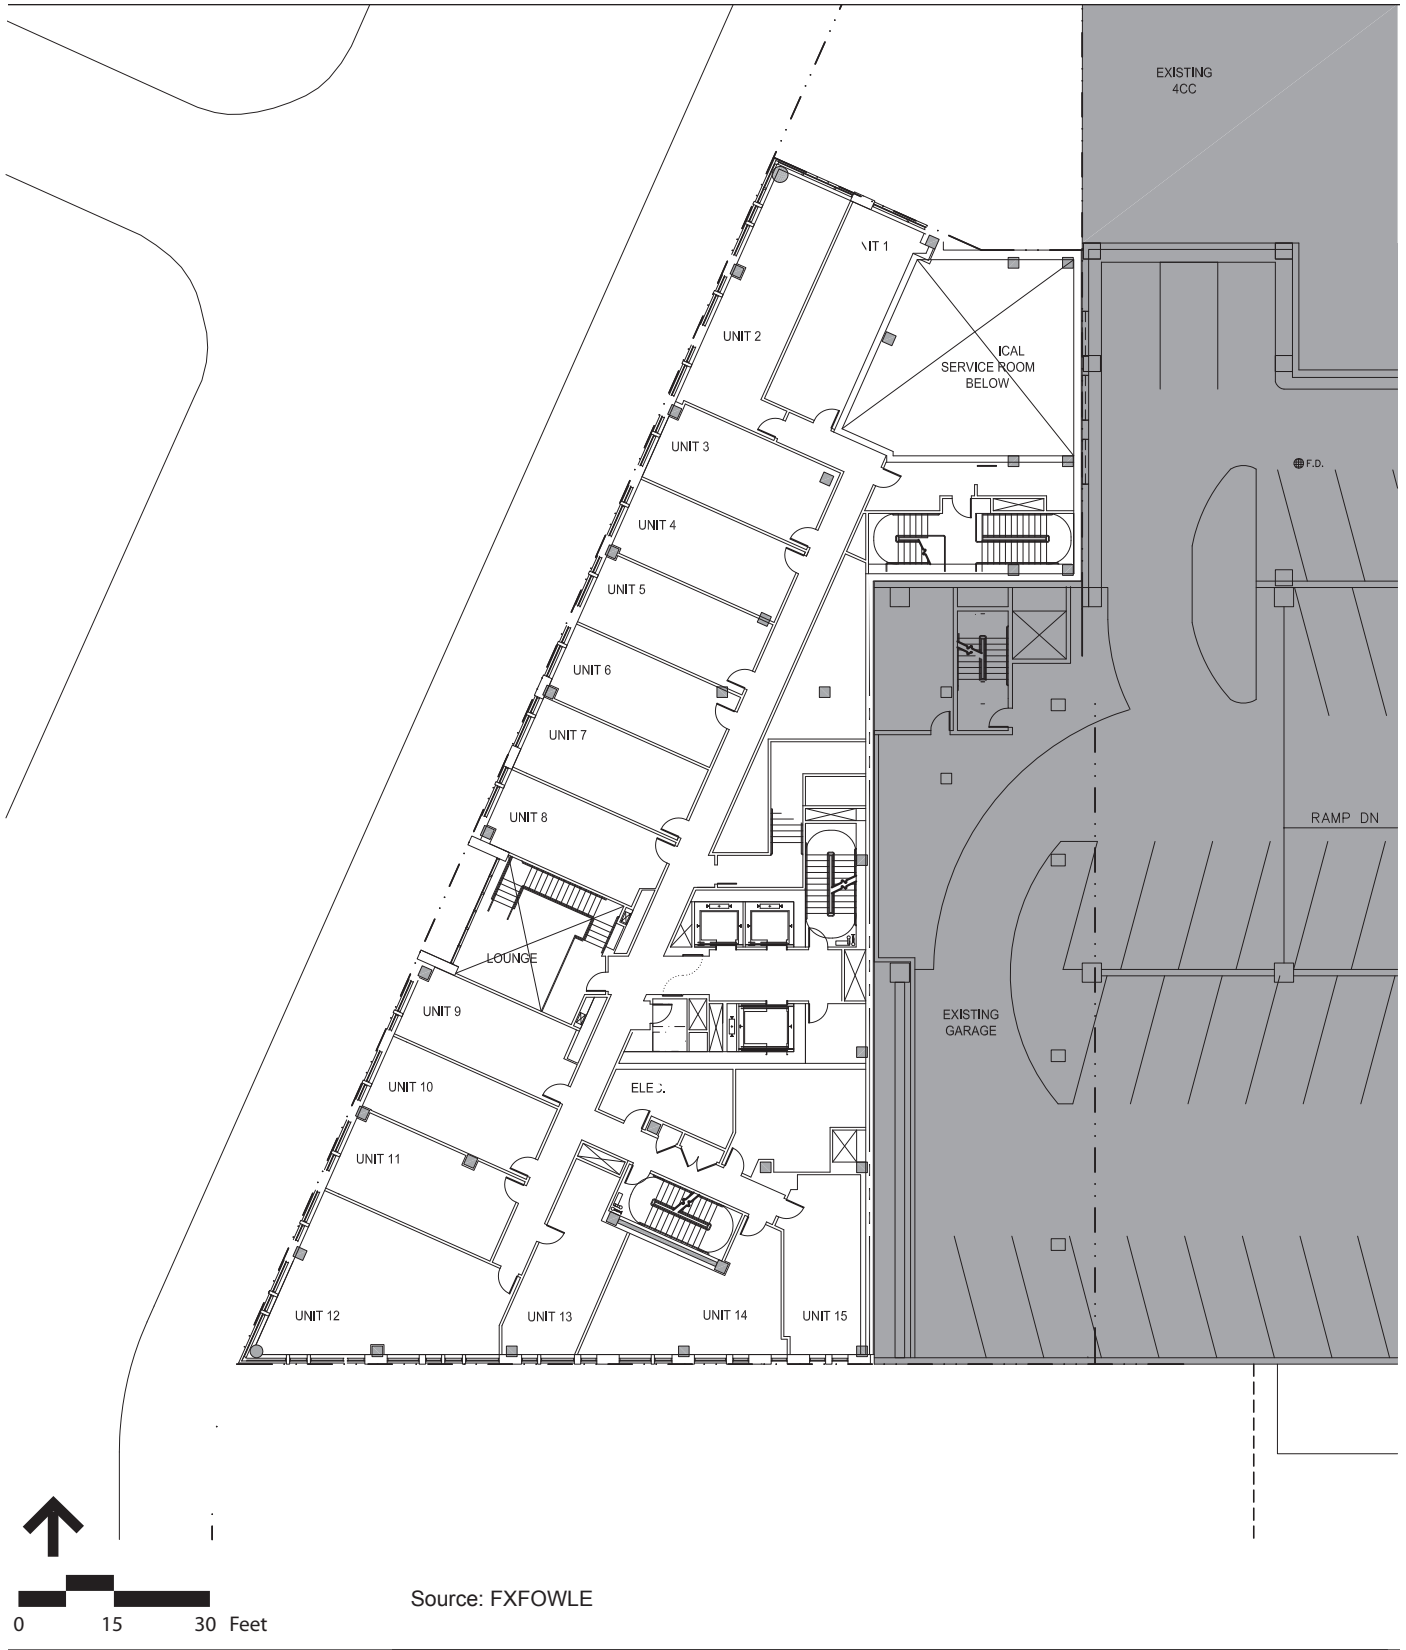 EXISTING
4CC
IT 1
UNIT 2
ICAL
SERVICE ROOM
BELOW
UNIT 3
F.D.
UNIT 4
UNIT 5
UNIT 6
UNIT 7
UNIT 8
RAMP DN
LOUNGE
UNIT 9
EXISTING
GARAGE
UNIT 10
ELEC.
UNIT 11
UNIT 12
UNIT 13
UNIT 14
UNIT 15
Source: FXFOWLE
0 15 30 Feet